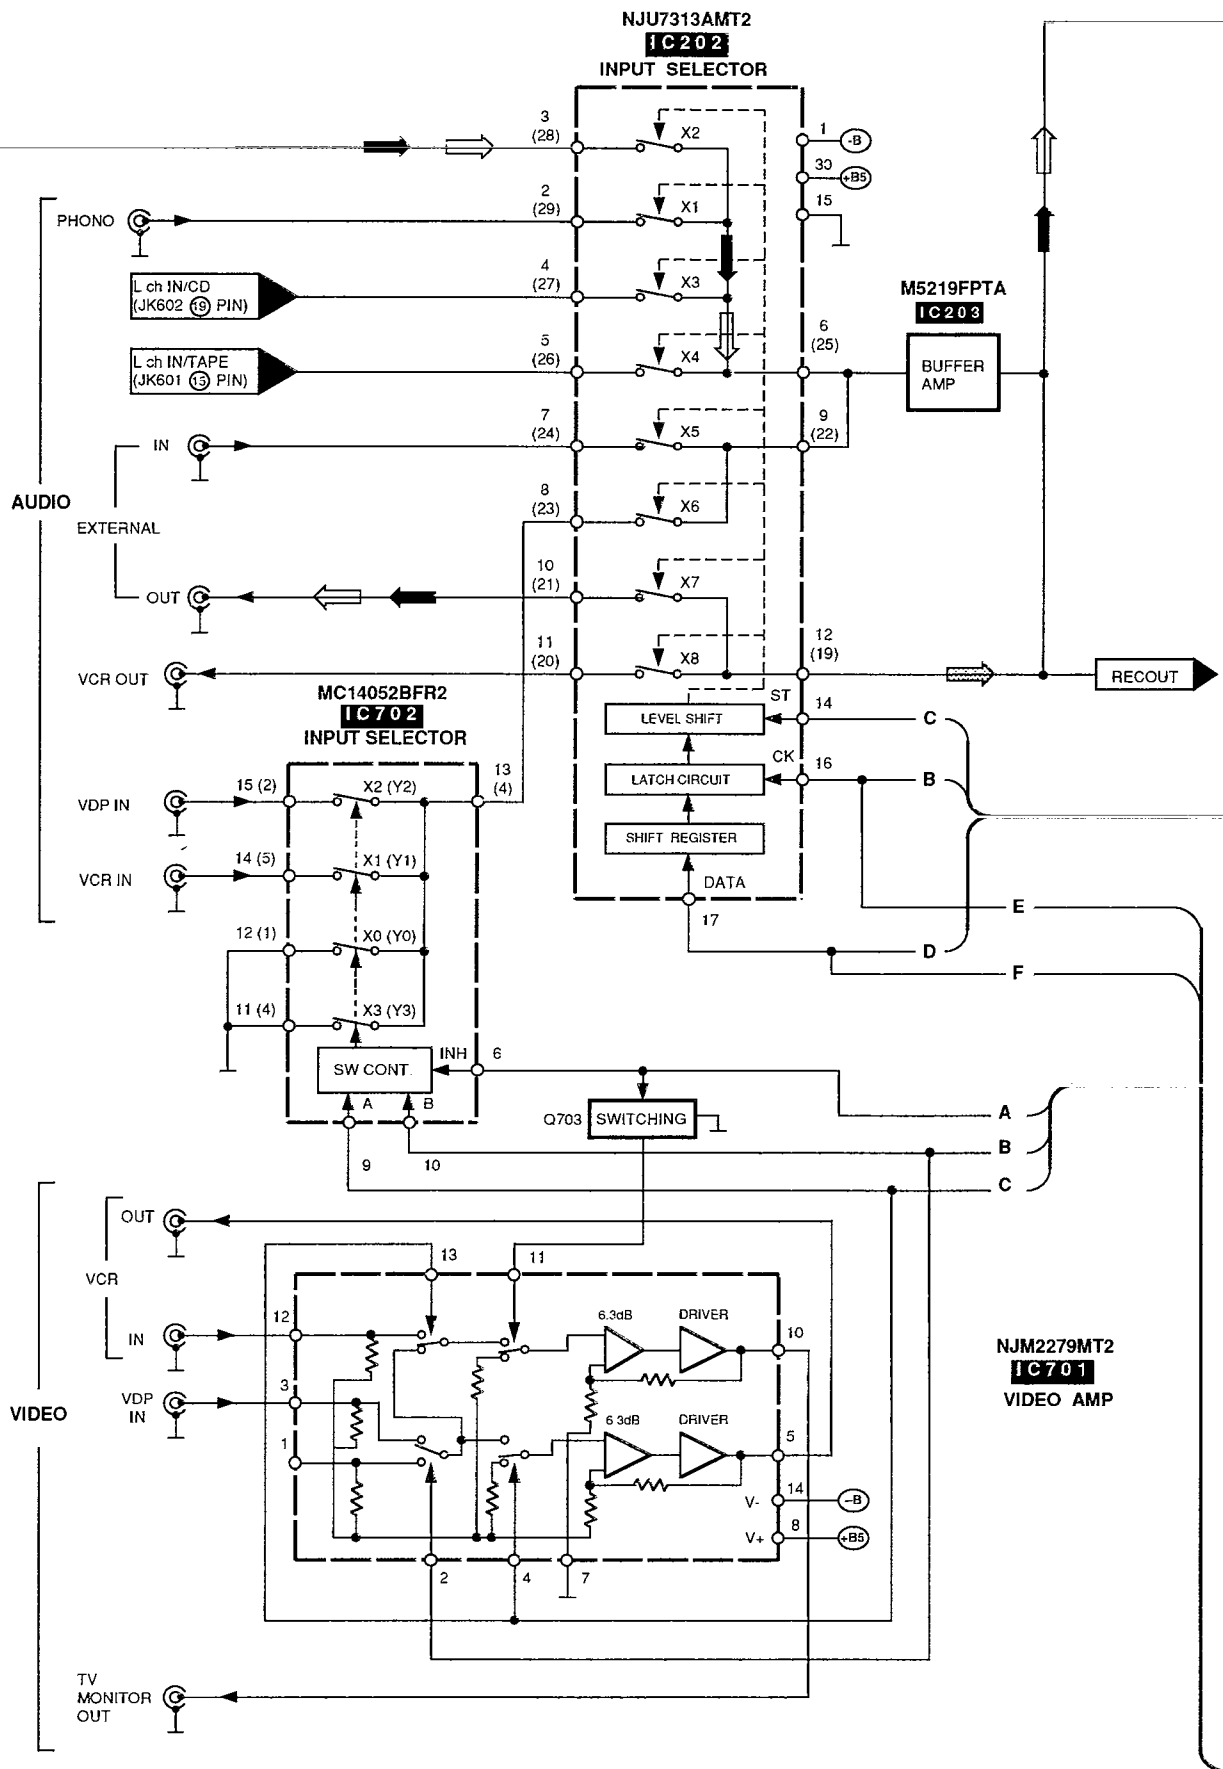 NJU7313AMT2
IC202
INPUT SELECTOR
3
(28)
X2
1
-B
30
+B5
15
PHONO
2
(29)
X1
L ch IN/CD
(JK602 19 PIN)
4
(27)
X3
M5219FPTA
IC203
L ch IN/TAPE
(JK601 15 PIN)
5
(26)
X4
6
(25)
BUFFER
AMP
IN
7
(24)
X5
9
(22)
AUDIO
EXTERNAL
8
(23)
X6
OUT
10
(21)
X7
VCR OUT
11
(20)
X8
12
(19)
RECOUT
MC14052BFR2
IC702
INPUT SELECTOR
LEVEL SHIFT
ST
14
C
LATCH CIRCUIT
CK
16
B
SHIFT REGISTER
DATA
17
VDP IN
15 (2)
X2 (Y2)
13
(4)
VCR IN
14 (5)
X1 (Y1)
12 (1)
X0 (Y0)
11 (4)
X3 (Y3)
E
D
F
SW CONT.
INH
6
A
B
9
10
Q703
SWITCHING
A
B
C
VIDEO
VCR
OUT
IN
12
VDP
IN
3
1
13
11
6.3dB
DRIVER
10
6.3dB
DRIVER
5
V-
14
-B
V+
8
+B5
2
4
7
NJM2279MT2
IC701
VIDEO AMP
TV
MONITOR
OUT